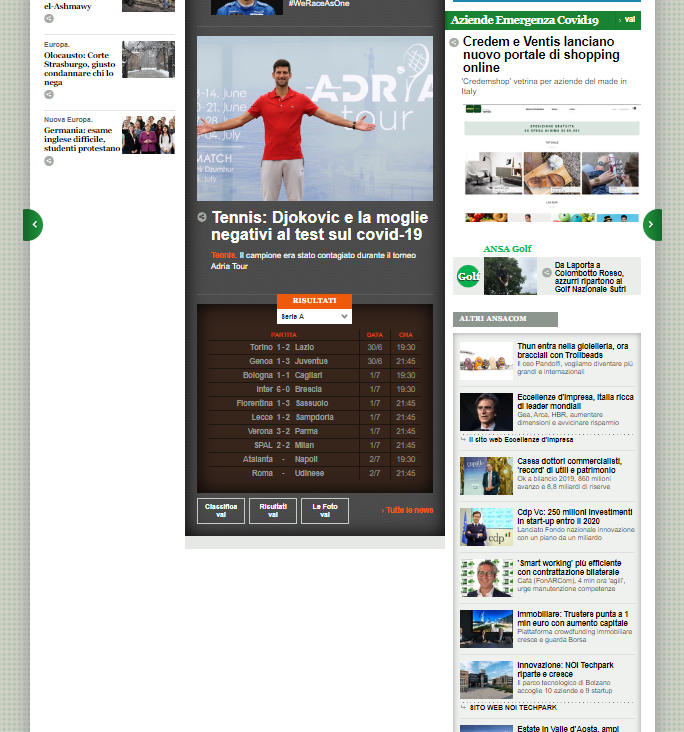 el-Ashmawy
Europa.
Olocausto: Corte
Strasburgo, giusto
condannare chi lo
nega
Nuova Europa.
Germania: esame
inglese difficile,
studenti protestano
#WeRaceAsOne
ADRIA
tour
-14. June
July
MATCH
Tennis: Djokovic e la moglie
negativi al test sul covid-19
Tennis. Il campione era stato contagiato durante il torneo
Adria Tour
RISULTATI
Serie A
PARTITA DATA ORA
Torino 1-2 Lazio 30/6 19:30
Genoa 1-3 Juventus 30/6 21:45
Bologna 1-1 Cagliari 1/7 19:30
Inter 6-0 Brescia 1/7 19:30
Fiorentina 1-3 Sassuolo 1/7 21:45
Lecce 1-2 Sampdoria 1/7 21:45
Verona 3-2 Parma 1/7 21:45
SPAL 2-2 Milan 1/7 21:45
Atalanta - Napoli 2/7 19:30
Roma - Udinese 2/7 21:45
Classifica
vai
Risultati
vai
Le Foto
vai
› Tutte le news
Aziende Emergenza Covid19 › vai
Credem e Ventis lanciano
nuovo portale di shopping
online
'Credemshop' vetrina per aziende del made in
Italy
SPEDIZIONE GRATUITA
ANSA Golf
Golf
Da Laporta a
Colombotto Rosso,
azzurri ripartono al
Golf Nazionale Sutri
ALTRI ANSACOM
Thun entra nella gioielleria, ora
bracciali con Trollbeads
Il ceo Pandolfi, vogliamo diventare più
grandi e internazionali
Eccellenze d'impresa, Italia ricca
di leader mondiali
Gea, Arca, HBR, aumentare
dimensioni e avvicinare risparmio
Il sito web Eccellenze d'impresa
Cassa dottori commercialisti,
'record' di utili e patrimonio
Ok a bilancio 2019, 860 milioni
avanzo e 8,8 miliardi di riserve
Cdp Vc: 250 milioni investimenti
in start-up entro il 2020
Lanciato Fondo nazionale innovazione
con un piano da un miliardo
cdp
'Smart working' più efficiente
con contrattazione bilaterale
Cafà (FonARCom), 4 mln ora 'agili',
urge manutenzione competenze
Immobiliare: Trusters punta a 1
mln euro con aumento capitale
Piattaforma crowdfunding immobiliare
cresce e guarda Borsa
Innovazione: NOI Techpark
riparte e cresce
Il parco tecnologico di Bolzano
accoglie 10 aziende e 9 startup
SITO WEB NOI TECHPARK
Estate in Valle d'Aosta, ampi